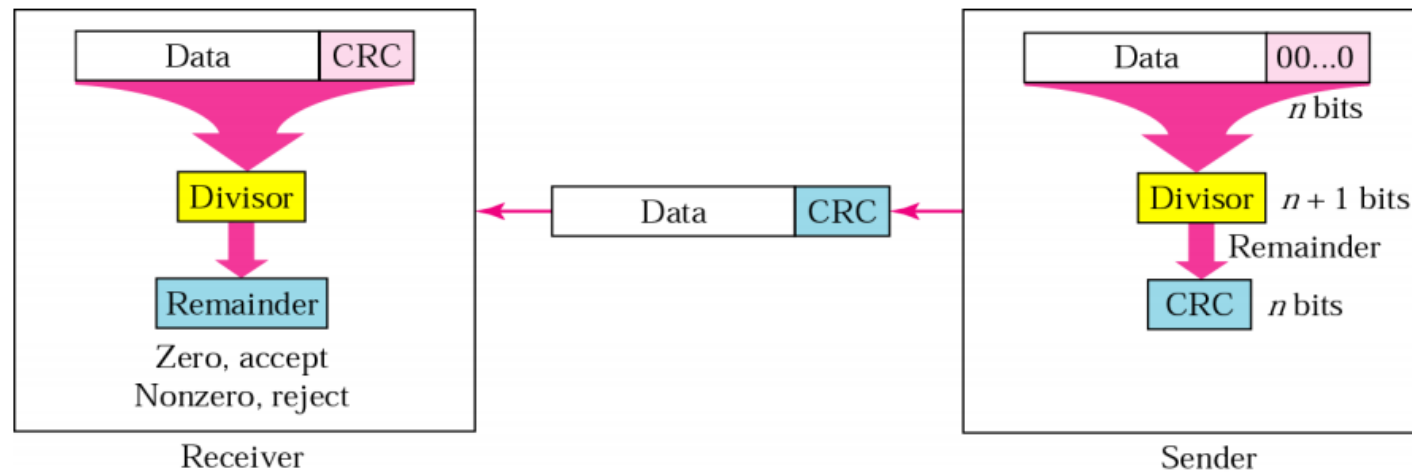 Data CRC
Divisor
Remainder
Zero, accept
Nonzero, reject
Receiver
Data CRC
Data 00...0
n bits
Divisor n + 1 bits
Remainder
CRC n bits
Sender